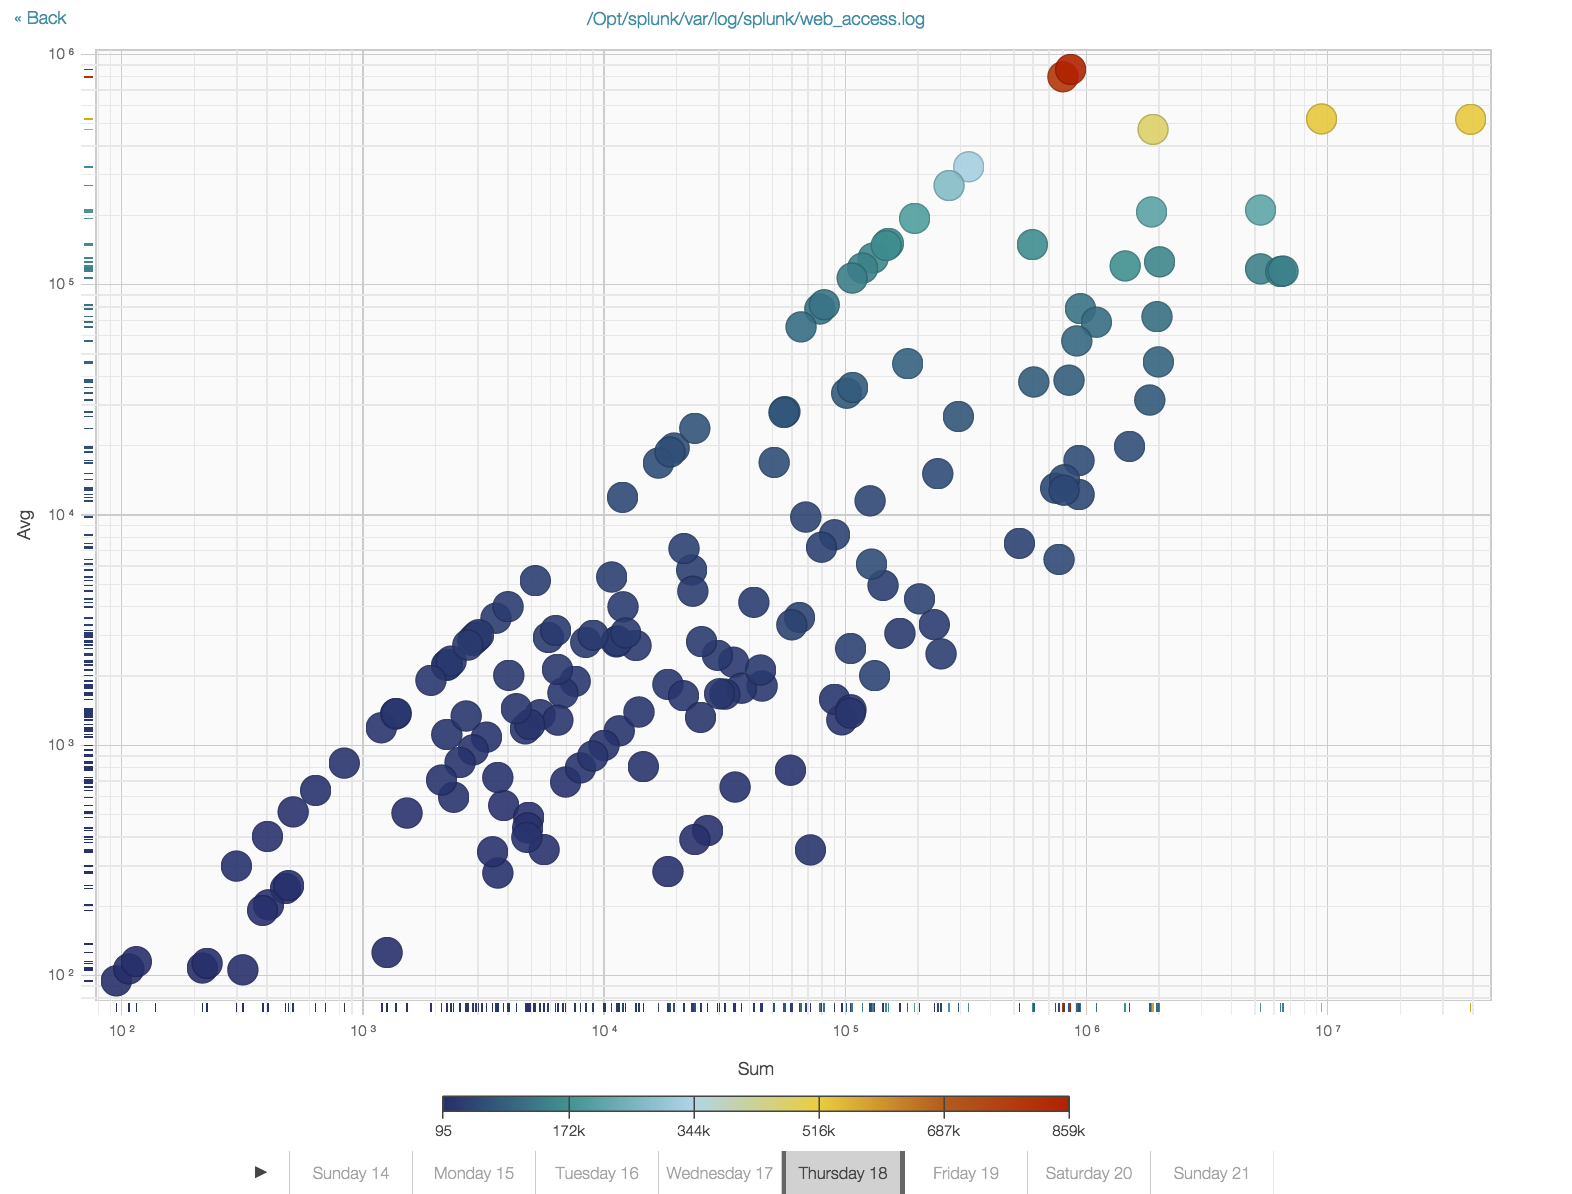 « Back
/Opt/splunk/var/log/splunk/web_access.log
10 6
10 5
10 4
10 3
10 2
Avg
10 2 10 3 10 4 10 5 10 6 10 7
Sum
95 172k 344k 516k 687k 859k
Sunday 14 Monday 15 Tuesday 16 Wednesday 17 Thursday 18 Friday 19 Saturday 20 Sunday 21